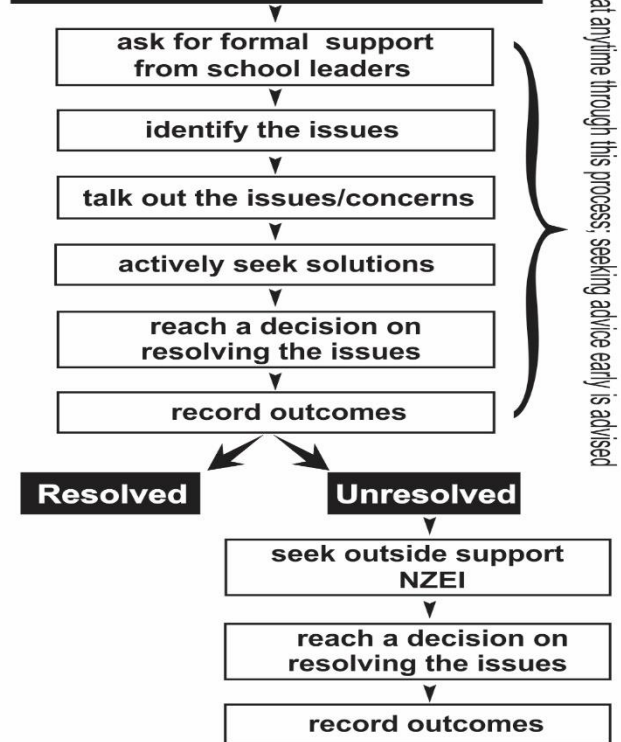 ask for formal support
from school leaders
identify the issues
talk out the issues/concerns
actively seek solutions
reach a decision on
resolving the issues
record outcomes
at anytime through this process; seeking advice early is advised
Resolved
Unresolved
seek outside support
NZEI
reach a decision on
resolving the issues
record outcomes